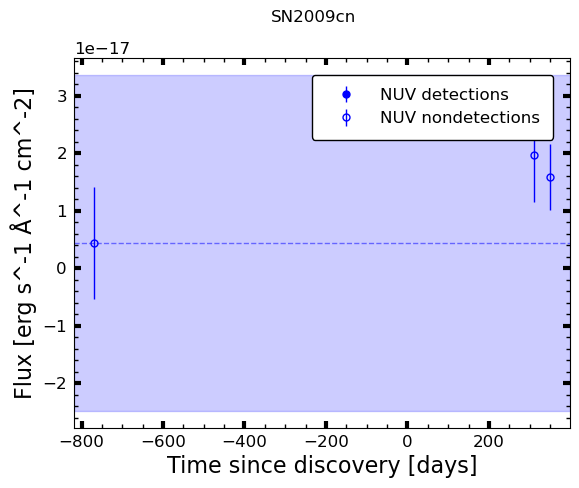 SN2009cn
1e−17
NUV detections
NUV nondetections
3
2
1
0
−1
−2
Flux [erg s^-1 Å^-1 cm^-2]
−800 −600 −400 −200 0 200
Time since discovery [days]